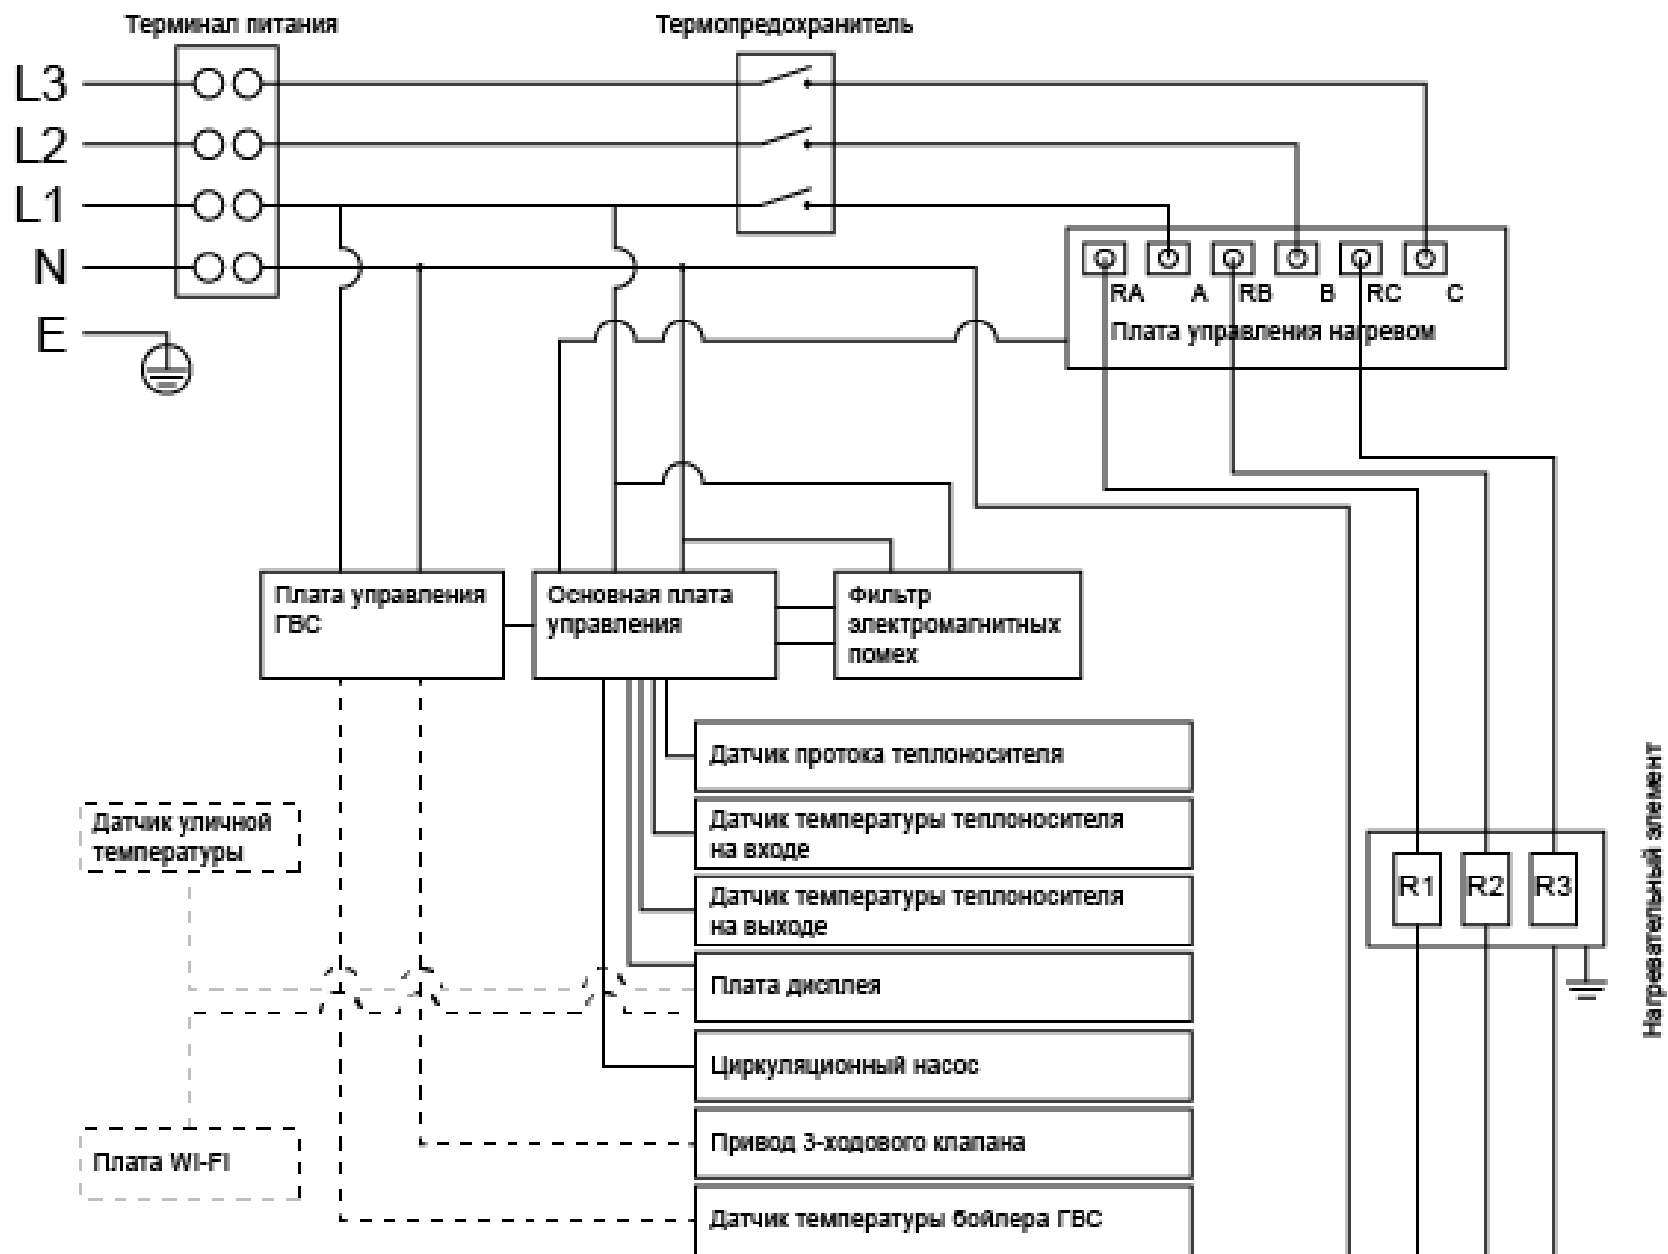 Терминал питания
Термопредохранитель
L3
L2
L1
N
E
RA A RB B RC C
Плата управления нагревом
Плата управления
ГВС
Основная плата
управления
Фильтр
электромагнитных
помех
Датчик протока теплоносителя
Датчик температуры теплоносителя
на входе
Датчик температуры теплоносителя
на выходе
Плата дисплея
Циркуляционный насос
Привод 3-ходового клапана
Датчик температуры бойлера ГВС
Датчик уличной
температуры
Плата WI-FI
R1 R2 R3
Нагревательный элемент